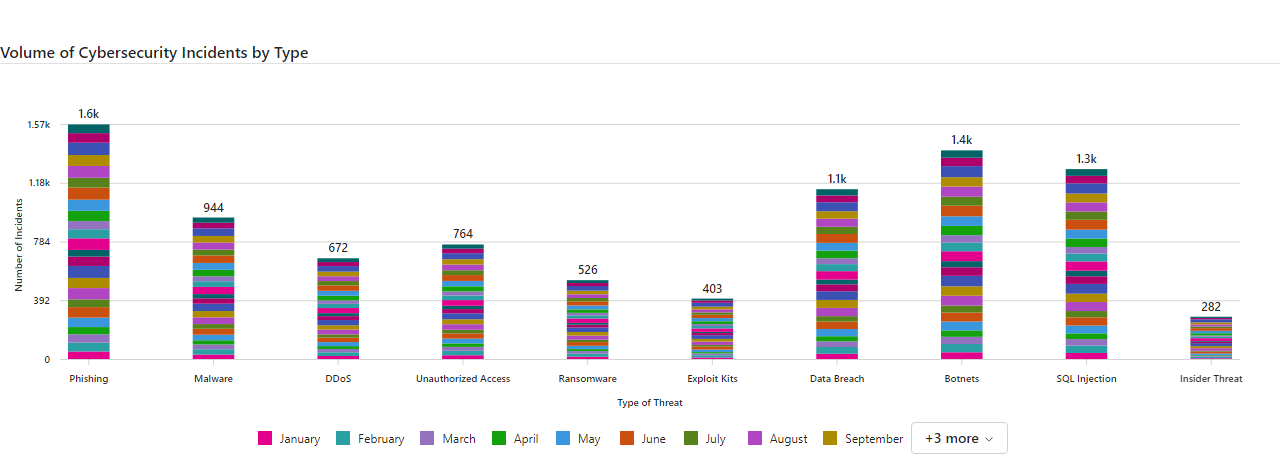 Volume of Cybersecurity Incidents by Type
1.6k
1.57k
1.4k
1.3k
1.18k
1.1k
944
764
784
672
526
403
392
282
0
Number of Incidents
Phishing Malware DDoS Unauthorized Access Ransomware Exploit Kits Data Breach Botnets SQL Injection Insider Threat
Type of Threat
January February March April May June July August September +3 more